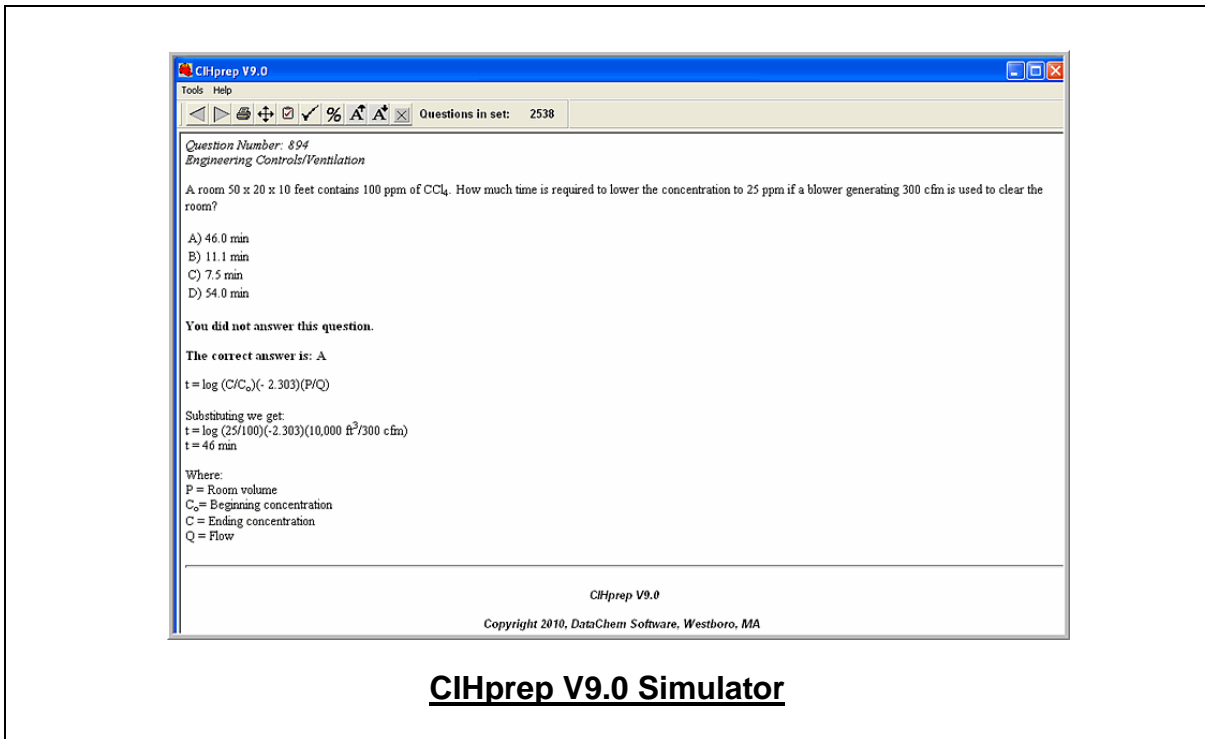 CIHprep V9.0
Tools Help
% A A Questions in set: 2538
Question Number: 894
Engineering Controls/Ventilation
A room 50 x 20 x 10 feet contains 100 ppm of CCl₄. How much time is required to lower the concentration to 25 ppm if a blower generating 300 cfm is used to clear the
room?
A) 46.0 min
B) 11.1 min
C) 7.5 min
D) 54.0 min
You did not answer this question.
The correct answer is: A
t = log (C/Cₒ)(- 2.303)(P/Q)
Substituting we get:
t = log (25/100)(-2.303)(10,000 ft³/300 cfm)
t = 46 min
Where:
P = Room volume
Cₒ= Beginning concentration
C = Ending concentration
Q = Flow
CIHprep V9.0
Copyright 2010, DataChem Software, Westboro, MA
CIHprep V9.0 Simulator